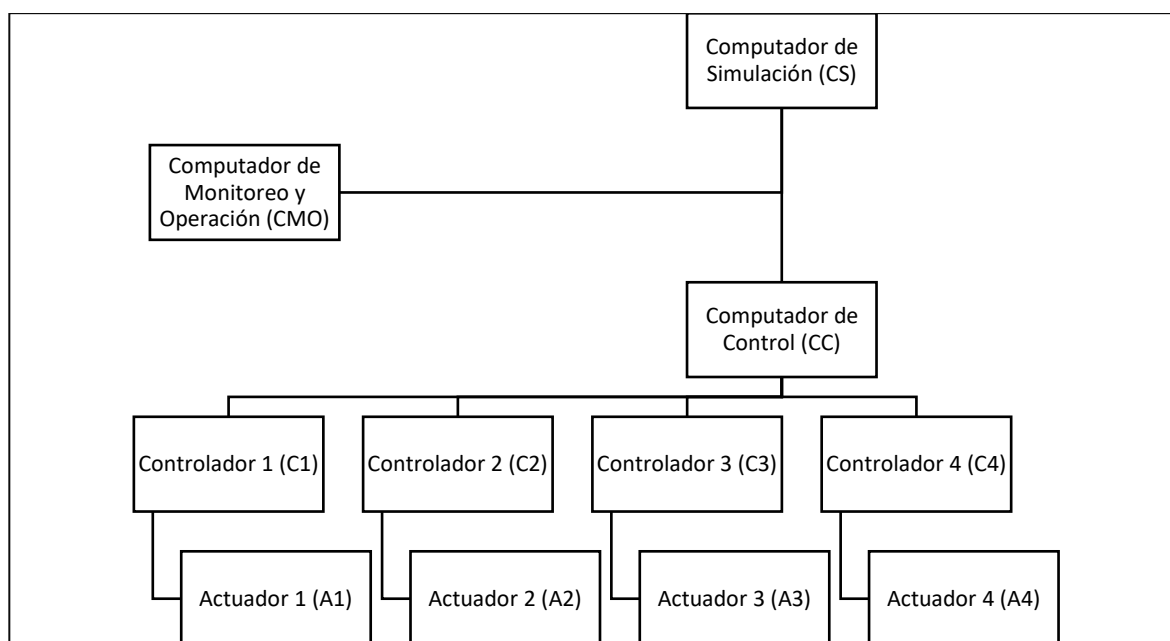 Computador de
Simulación (CS)
Computador de
Monitoreo y
Operación (CMO)
Computador de
Control (CC)
Controlador 1 (C1)
Controlador 2 (C2)
Controlador 3 (C3)
Controlador 4 (C4)
Actuador 1 (A1)
Actuador 2 (A2)
Actuador 3 (A3)
Actuador 4 (A4)